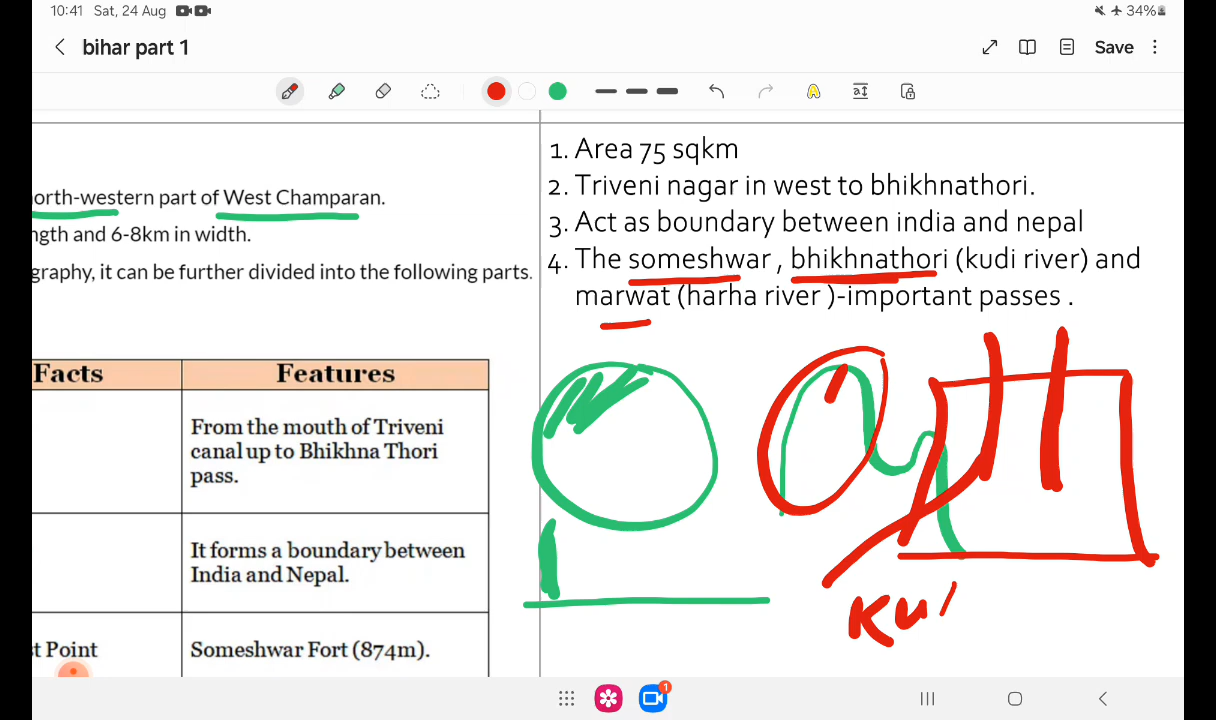 10:41 Sat, 24 Aug
34%
bihar part 1
Save
orth-western part of West Champaran.
ngth and 6-8km in width.
graphy, it can be further divided into the following parts.
Facts
Features
From the mouth of Triveni
canal up to Bhikhna Thori
pass.
It forms a boundary between
India and Nepal.
t Point
Someshwar Fort (874m).
1. Area 75 sqkm
2. Triveni nagar in west to bhikhnathori.
3. Act as boundary between india and nepal
4. The someshwar , bhikhnathori (kudi river) and
marwat (harha river )-important passes .
Ku
1